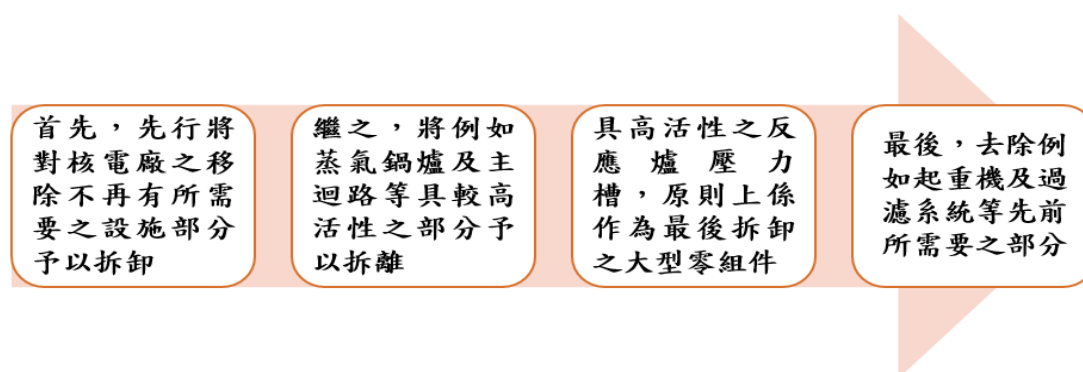 首先，先行將
對核電廠之移
除不再有所需
要之設施部分
予以拆卸
繼之，將例如
蒸氣鍋爐及主
迴路等具較高
活性之部分予
以拆離
具高活性之反
應爐壓力
槽，原則上係
作為最後拆卸
之大型零組件
最後，去除例
如起重機及過
濾系統等先前
所需要之部分